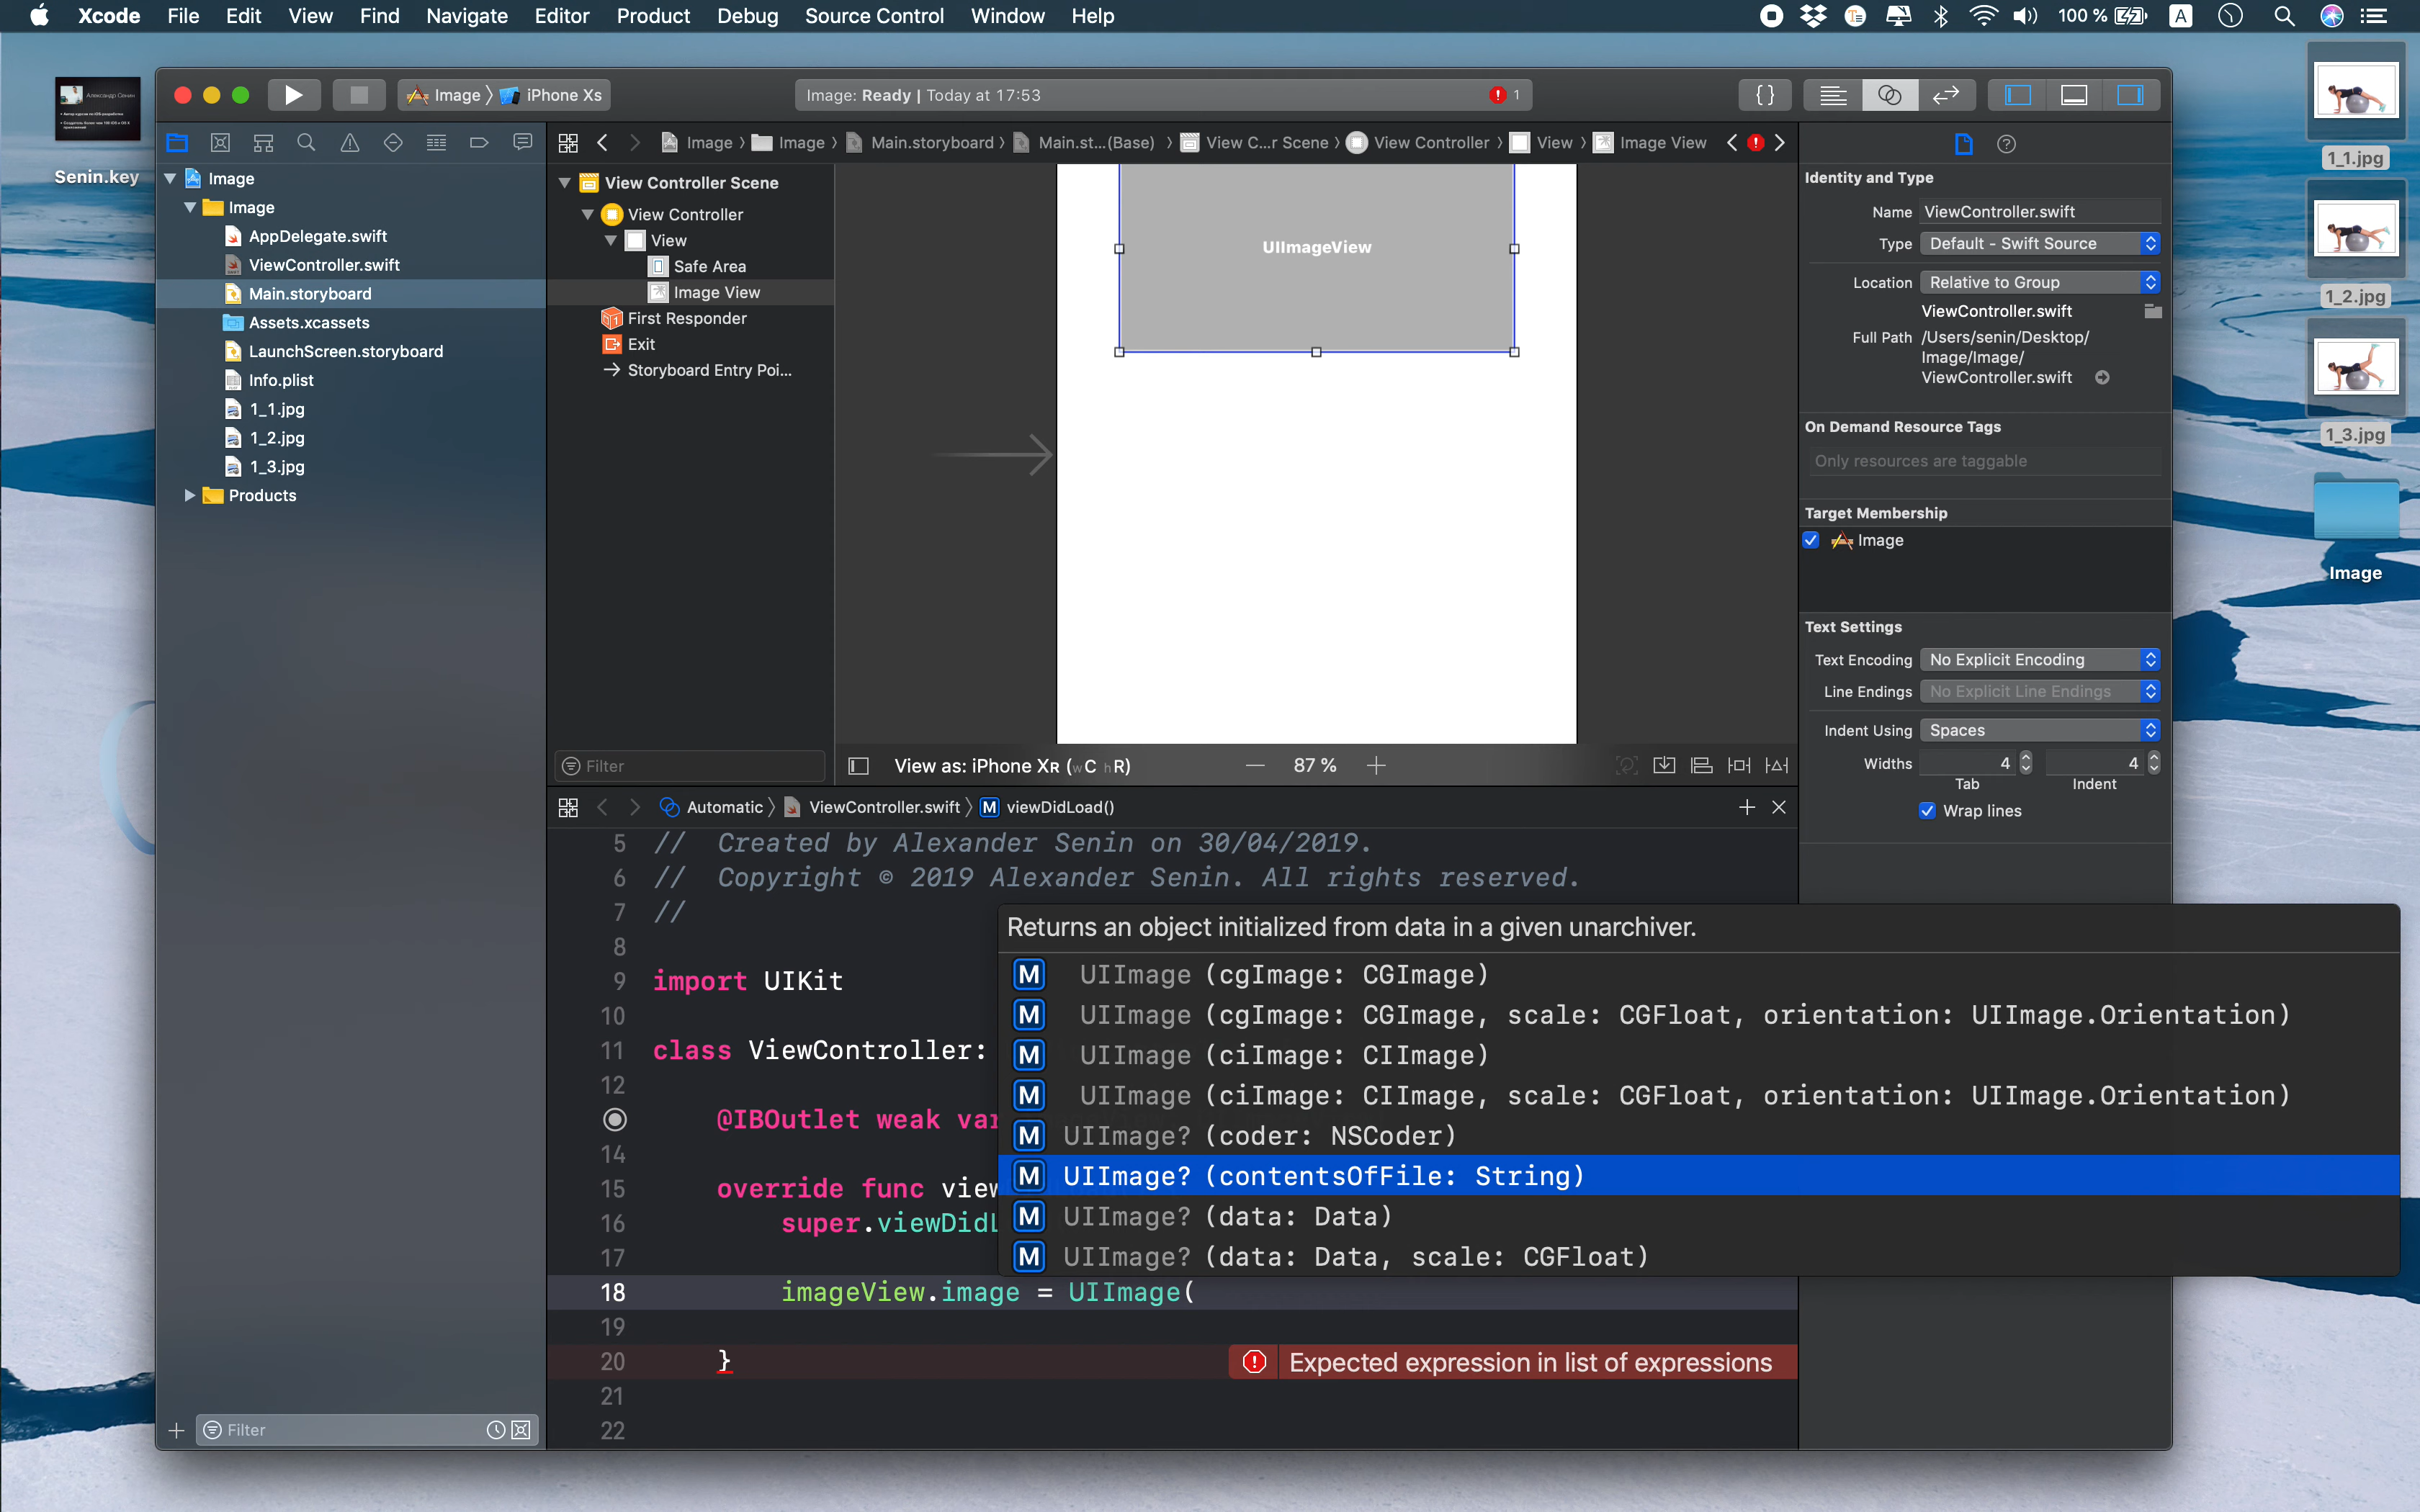 Xcode File Edit View Find Navigate Editor Product Debug Source Control Window Help
100 % A
Senin.key
Александр Сенин
Image 〉 iPhone Xs
Image: Ready | Today at 17:53
1
{ }
Image 〉 Image 〉 Main.storyboard 〉 Main.st...(Base) 〉 View C...r Scene 〉 View Controller 〉 View 〉 Image View
Image
Image
AppDelegate.swift
ViewController.swift
Main.storyboard
Assets.xcassets
LaunchScreen.storyboard
Info.plist
1_1.jpg
1_2.jpg
1_3.jpg
Products
Filter
View Controller Scene
View Controller
View
Safe Area
Image View
First Responder
Exit
Storyboard Entry Poi...
Filter
UIImageView
View as: iPhone XR (wC hR)
87 %
Automatic 〉 ViewController.swift 〉 M viewDidLoad()
5 // Created by Alexander Senin on 30/04/2019.
6 // Copyright © 2019 Alexander Senin. All rights reserved.
7 //
8
9 import UIKit
10
11 class ViewController:
12
@IBOutlet weak var
14
15 override func view
16 super.viewDidL
17
18 imageView.image = UIImage(
19
20 }
Expected expression in list of expressions
21
22
Returns an object initialized from data in a given unarchiver.
M UIImage (cgImage: CGImage)
M UIImage (cgImage: CGImage, scale: CGFloat, orientation: UIImage.Orientation)
M UIImage (ciImage: CIImage)
M UIImage (ciImage: CIImage, scale: CGFloat, orientation: UIImage.Orientation)
M UIImage? (coder: NSCoder)
M UIImage? (contentsOfFile: String)
M UIImage? (data: Data)
M UIImage? (data: Data, scale: CGFloat)
Identity and Type
Name ViewController.swift
Type Default - Swift Source
Location Relative to Group
ViewController.swift
Full Path /Users/senin/Desktop/
Image/Image/
ViewController.swift
On Demand Resource Tags
Only resources are taggable
Target Membership
Image
Text Settings
Text Encoding No Explicit Encoding
Line Endings No Explicit Line Endings
Indent Using Spaces
Widths 4 4
Tab Indent
Wrap lines
1_1.jpg
1_2.jpg
1_3.jpg
Image